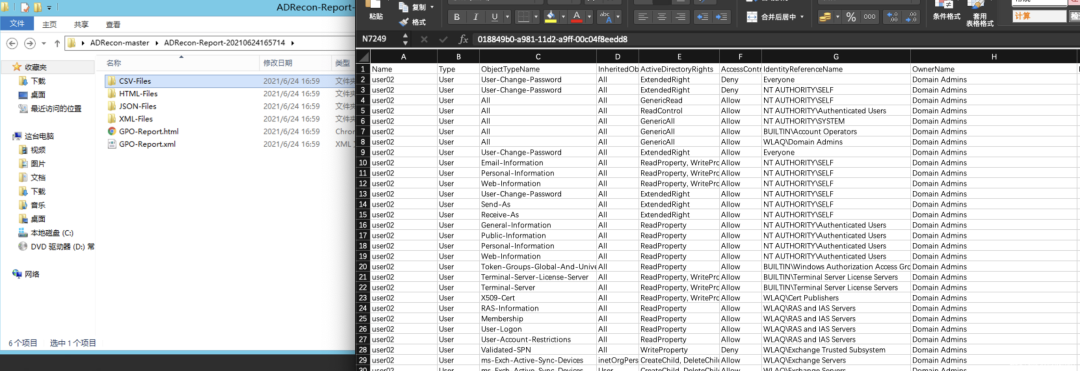 ADRecon-Report-
文件 主页 共享 查看
ADRecon-master ADRecon-Report-20210624165714
名称 修改日期 类型
收藏夹
下载
桌面
最近访问的位置
这台电脑
视频
图片
文档
下载
音乐
桌面
本地磁盘 (C:)
DVD 驱动器 (D:) 常
网络
CSV-Files 2021/6/24 16:59 文件
HTML-Files 2021/6/24 16:59 文件
JSON-Files 2021/6/24 16:59 文件
XML-Files 2021/6/24 16:59 文件
GPO-Report.html 2021/6/24 16:59 Chro
GPO-Report.xml 2021/6/24 16:59 XML
6 个项目 选中 1 个项目
粘贴 复制 格式 B I U 合并后居中 % 000 条件格式 套用 表格格式 计算
N7249 fx 018849b0-a981-11d2-a9ff-00c04f8eedd8
A B C D E F G H
1 Name Type ObjectTypeName InheritedObj ActiveDirectoryRights AccessContr IdentityReferenceName OwnerName
2 user02 User User-Change-Password All ExtendedRight Deny Everyone Domain Admins
3 user02 User User-Change-Password All ExtendedRight Deny NT AUTHORITY\SELF Domain Admins
4 user02 User All All GenericRead Allow NT AUTHORITY\SELF Domain Admins
5 user02 User All All ReadControl Allow NT AUTHORITY\Authenticated Users Domain Admins
6 user02 User All All GenericAll Allow NT AUTHORITY\SYSTEM Domain Admins
7 user02 User All All GenericAll Allow BUILTIN\Account Operators Domain Admins
8 user02 User All All GenericAll Allow WLAQ\Domain Admins Domain Admins
9 user02 User User-Change-Password All ExtendedRight Allow Everyone Domain Admins
10 user02 User Email-Information All ReadProperty, WritePro Allow NT AUTHORITY\SELF Domain Admins
11 user02 User Personal-Information All ReadProperty, WritePro Allow NT AUTHORITY\SELF Domain Admins
12 user02 User Web-Information All ReadProperty, WritePro Allow NT AUTHORITY\SELF Domain Admins
13 user02 User User-Change-Password All ExtendedRight Allow NT AUTHORITY\SELF Domain Admins
14 user02 User Send-As All ExtendedRight Allow NT AUTHORITY\SELF Domain Admins
15 user02 User Receive-As All ExtendedRight Allow NT AUTHORITY\SELF Domain Admins
16 user02 User General-Information All ReadProperty Allow NT AUTHORITY\Authenticated Users Domain Admins
17 user02 User Public-Information All ReadProperty Allow NT AUTHORITY\Authenticated Users Domain Admins
18 user02 User Personal-Information All ReadProperty Allow NT AUTHORITY\Authenticated Users Domain Admins
19 user02 User Web-Information All ReadProperty Allow NT AUTHORITY\Authenticated Users Domain Admins
20 user02 User Token-Groups-Global-And-Unive All ReadProperty Allow BUILTIN\Windows Authorization Access Gro Domain Admins
21 user02 User Terminal-Server-License-Server All ReadProperty, WritePro Allow BUILTIN\Terminal Server License Servers Domain Admins
22 user02 User Terminal-Server All ReadProperty, WritePro Allow BUILTIN\Terminal Server License Servers Domain Admins
23 user02 User X509-Cert All ReadProperty, WritePro Allow WLAQ\Cert Publishers Domain Admins
24 user02 User RAS-Information All ReadProperty Allow WLAQ\RAS and IAS Servers Domain Admins
25 user02 User Membership All ReadProperty Allow WLAQ\RAS and IAS Servers Domain Admins
26 user02 User User-Logon All ReadProperty Allow WLAQ\RAS and IAS Servers Domain Admins
27 user02 User User-Account-Restrictions All ReadProperty Allow WLAQ\RAS and IAS Servers Domain Admins
28 user02 User Validated-SPN All WriteProperty Deny WLAQ\Exchange Trusted Subsystem Domain Admins
29 user02 User ms-Exch-Active-Sync-Devices inetOrgPers CreateChild, DeleteChil Allow WLAQ\Exchange Servers Domain Admins
30 user02 User ms-Exch-Active-Sync-Devices User CreateChild, DeleteChil Allow WLAQ\Exchange Servers Domain Admins